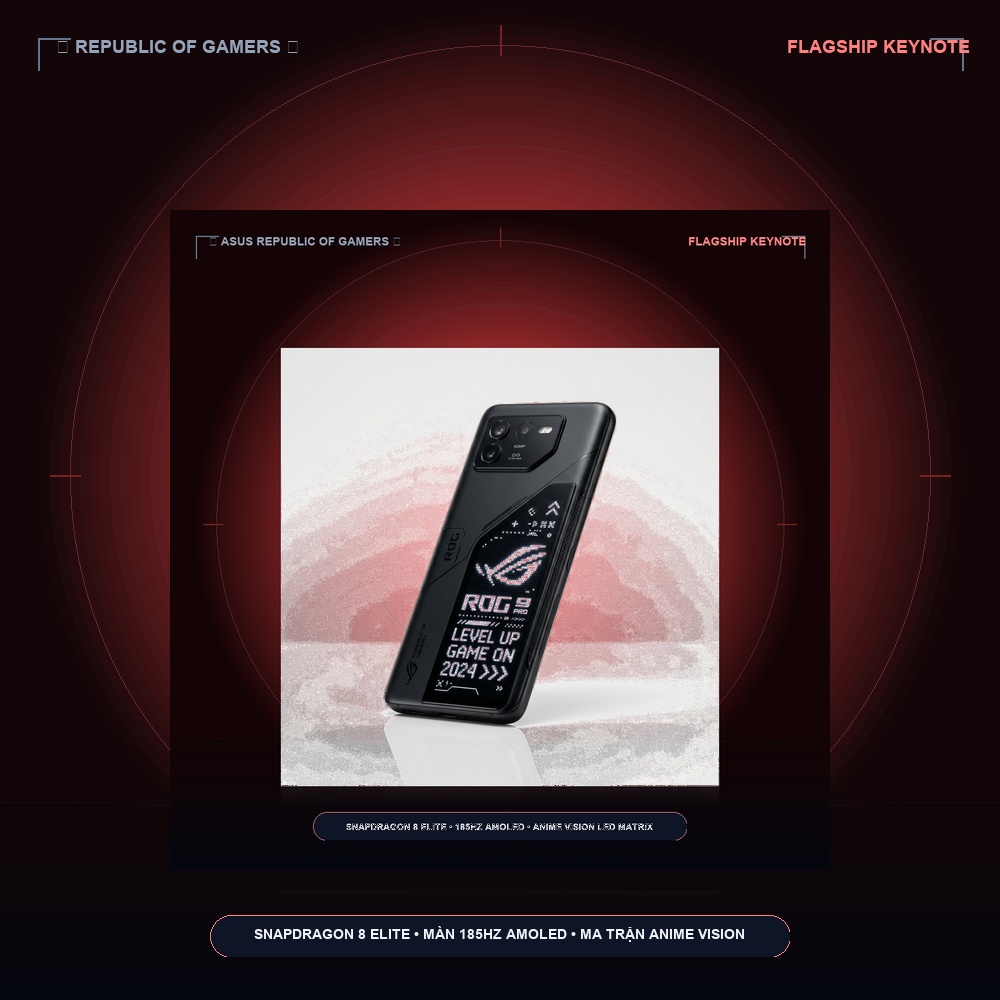 REPUBLIC OF GAMERS
FLAGSHIP KEYNOTE
ASUS REPUBLIC OF GAMERS
FLAGSHIP KEYNOTE
50MP
ROG
ROG 9
PRO
LEVEL UP
GAME ON
2024
SNAPDRAGON 8 ELITE • 185HZ AMOLED • ANIME VISION LED MATRIX
SNAPDRAGON 8 ELITE • MÀN 185HZ AMOLED • MA TRẬN ANIME VISION